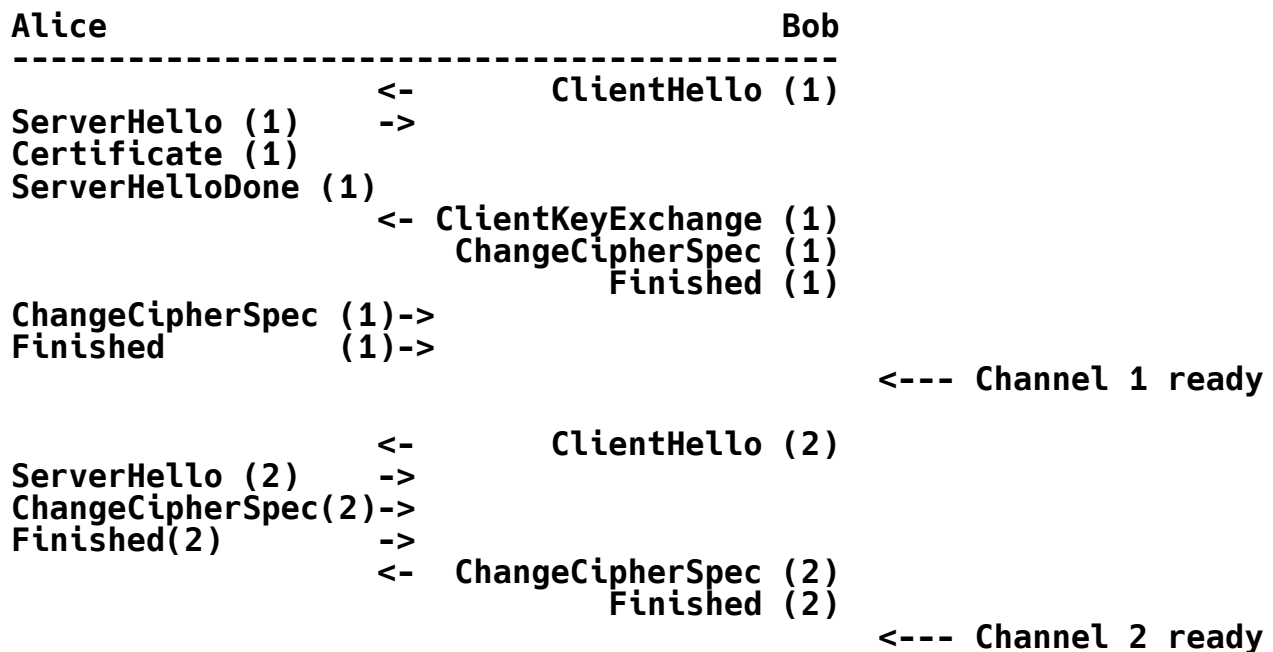 Alice                                   Bob
-------------------------------------------
                   <-       ClientHello (1)
ServerHello (1)    ->
Certificate (1)
ServerHelloDone (1)
                   <- ClientKeyExchange (1)
                       ChangeCipherSpec (1)
                               Finished (1)
ChangeCipherSpec (1)->
Finished         (1)->
                                             <--- Channel 1 ready

                   <-       ClientHello (2)
ServerHello (2)    ->
ChangeCipherSpec(2)->
Finished(2)        ->
                   <-  ChangeCipherSpec (2)
                               Finished (2)
                                             <--- Channel 2 ready